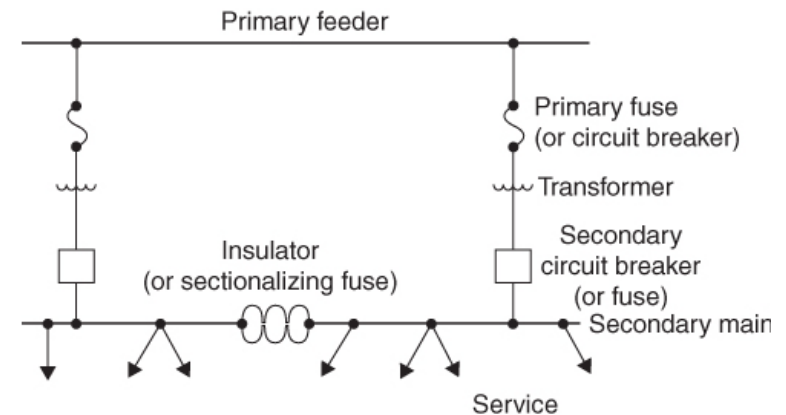 Primary feeder
Primary fuse
(or circuit breaker)
Transformer
Secondary
circuit breaker
(or fuse)
Insulator
(or sectionalizing fuse)
Secondary main
Service